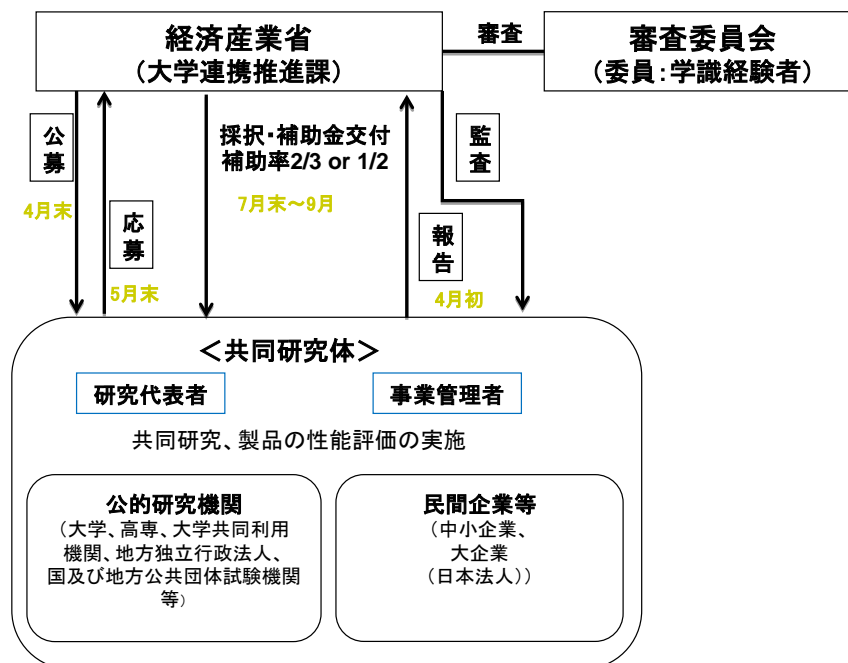 経済産業省
（大学連携推進課）
審査
審査委員会
（委員：学識経験者）
公募
4月末
応募
5月末
採択・補助金交付
補助率2/3 or 1/2
7月末～9月
報告
4月初
監査
＜共同研究体＞
研究代表者
事業管理者
共同研究、製品の性能評価の実施
公的研究機関
（大学、高専、大学共同利用
機関、地方独立行政法人、
国及び地方公共団体試験機関
等）
民間企業等
（中小企業、
大企業
（日本法人））